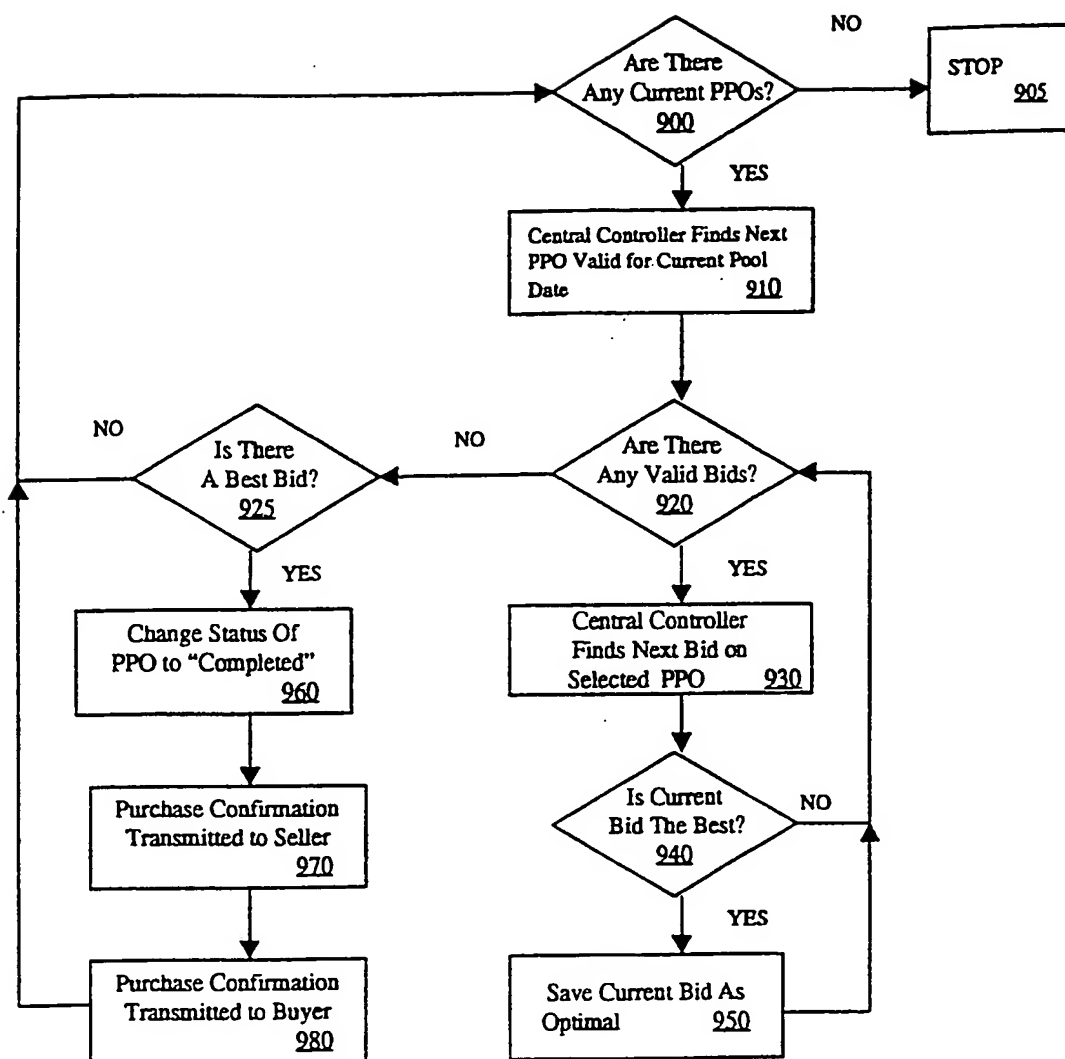 NO
Are There
Any Current PPOs?
900
STOP
905
YES
Central Controller Finds Next
PPO Valid for Current Pool
Date 910
NO
Is There
A Best Bid?
925
NO
Are There
Any Valid Bids?
920
YES
YES
Change Status Of
PPO to "Completed"
960
Central Controller
Finds Next Bid on
Selected PPO 930
Purchase Confirmation
Transmitted to Seller
970
Is Current
Bid The Best?
940
NO
YES
Purchase Confirmation
Transmitted to Buyer
980
Save Current Bid As
Optimal 950